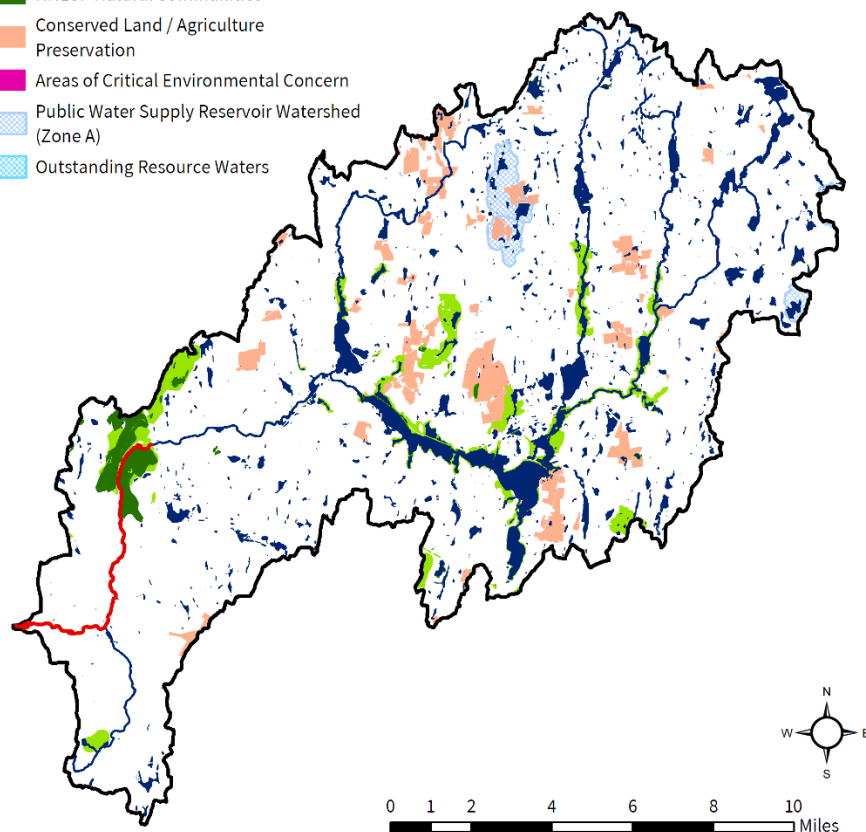 Conserved Land / Agriculture
Preservation
Areas of Critical Environmental Concern
Public Water Supply Reservoir Watershed
(Zone A)
Outstanding Resource Waters
N
W E
S
0 1 2 4 6 8 10
Miles